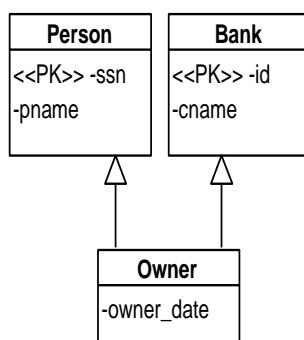 Person
<<PK>> -ssn
-pname
Bank
<<PK>> -id
-cname
Owner
-owner_date